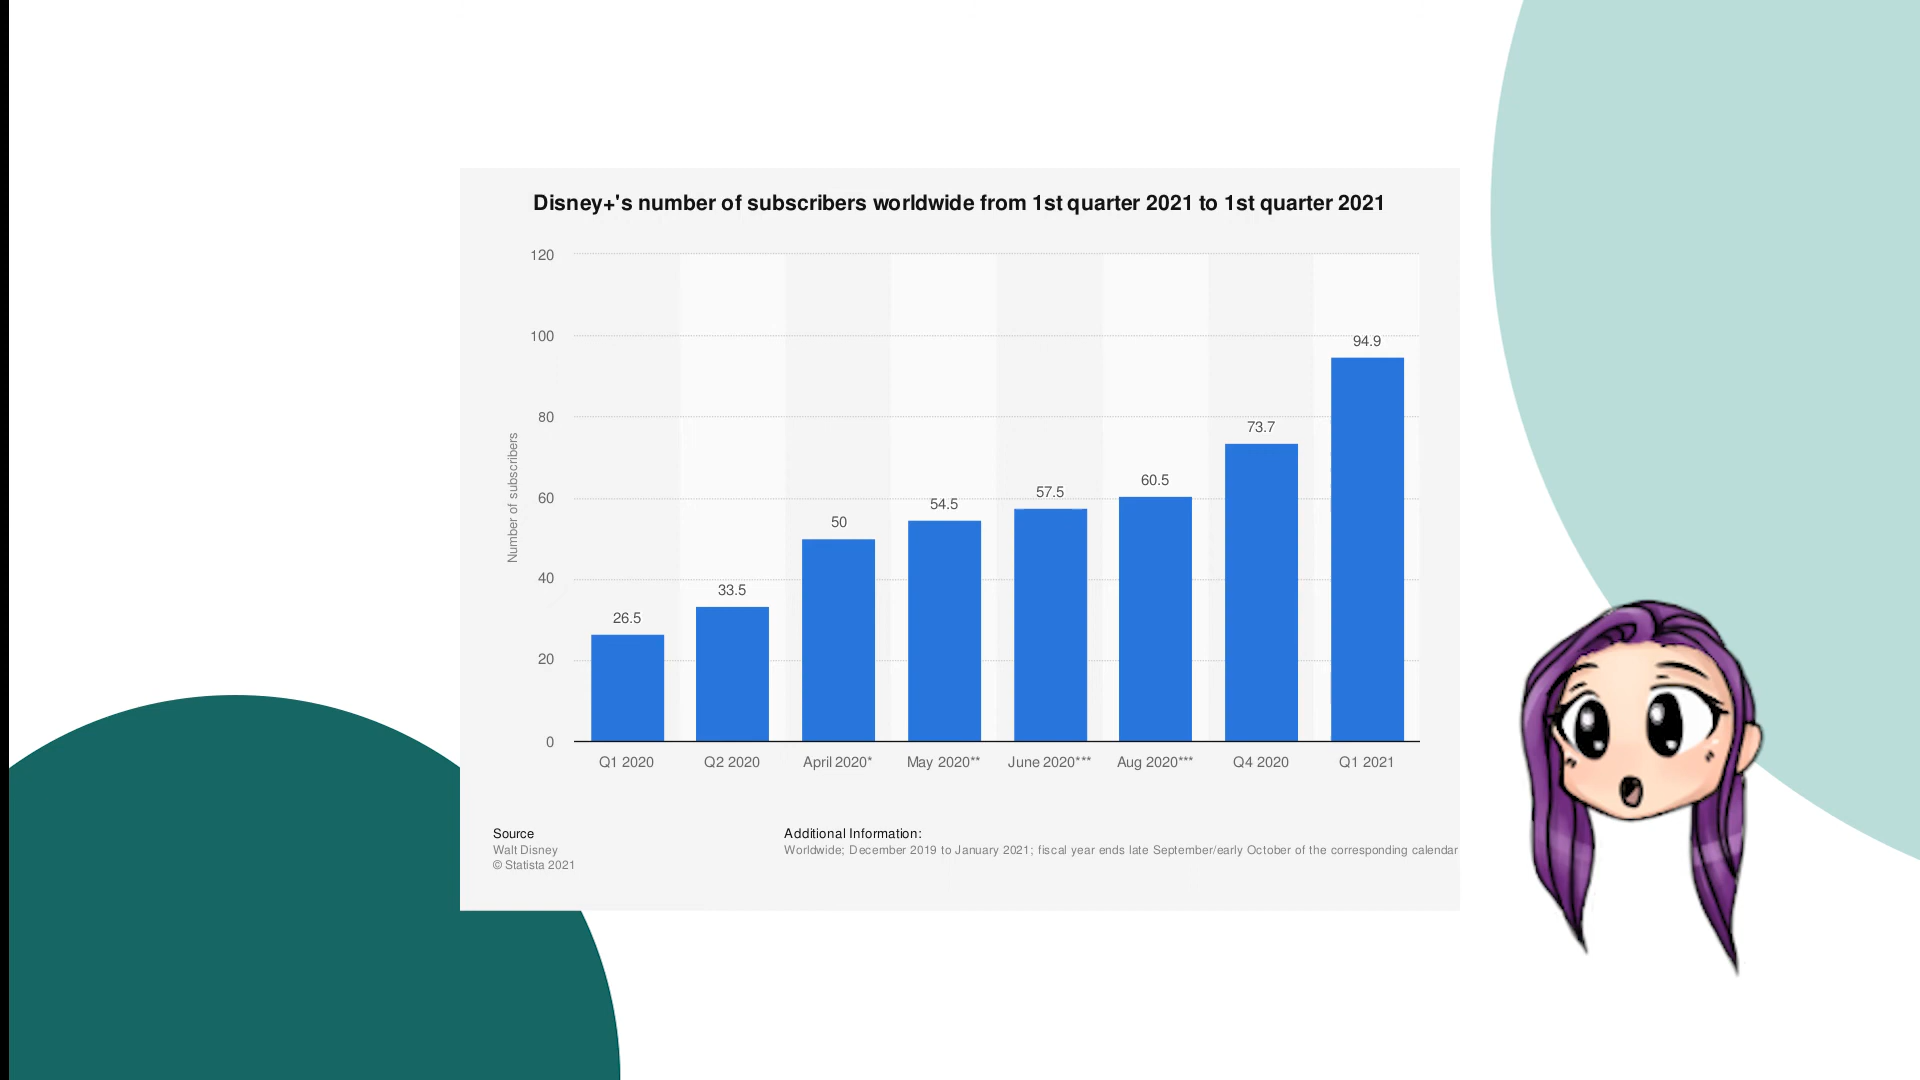 Disney+'s number of subscribers worldwide from 1st quarter 2021 to 1st quarter 2021
120
100
80
60
40
20
0
Number of subscribers
26.5
33.5
50
54.5
57.5
60.5
73.7
94.9
Q1 2020 Q2 2020 April 2020* May 2020** June 2020*** Aug 2020*** Q4 2020 Q1 2021
Source
Walt Disney
© Statista 2021
Additional Information:
Worldwide; December 2019 to January 2021; fiscal year ends late September/early October of the corresponding calendar